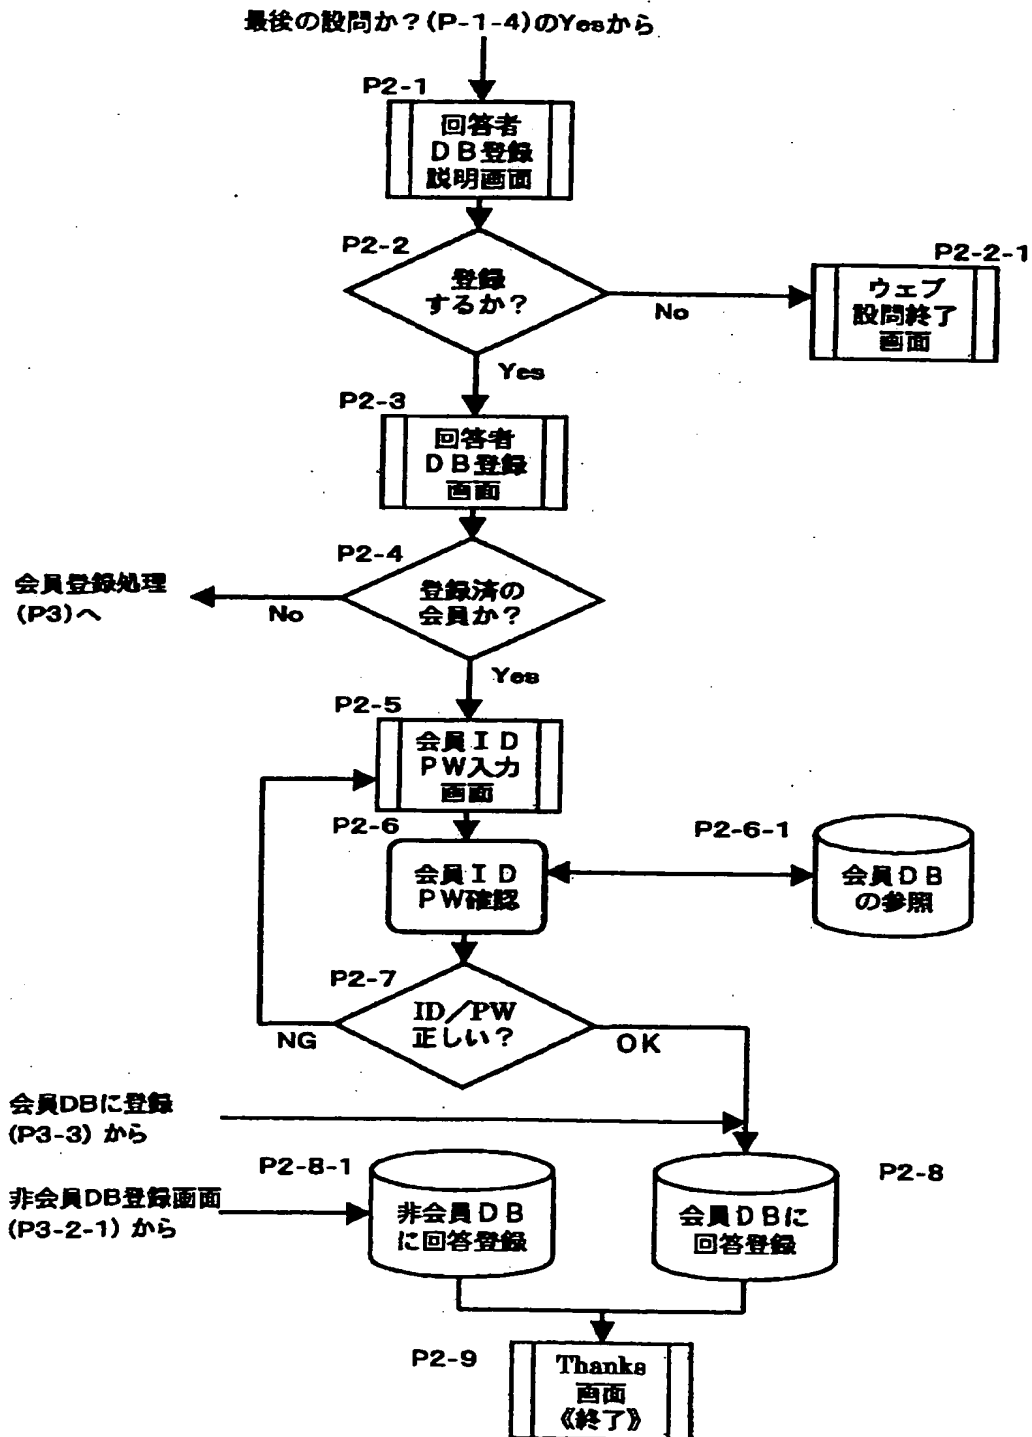 最後の設問か？(P-1-4)のYesから
P2-1
回答者
ＤＢ登録
説明画面
P2-2
登録
するか？
No
P2-2-1
ウェブ
設問終了
画面
Yes
P2-3
回答者
ＤＢ登録
画面
P2-4
登録済の
会員か？
会員登録処理
(P3)へ
No
Yes
P2-5
会員ＩＤ
ＰＷ入力
画面
P2-6
会員ＩＤ
ＰＷ確認
P2-6-1
会員ＤＢ
の参照
P2-7
ID／PW
正しい？
NG
OK
会員DBに登録
(P3-3) から
非会員DB登録画面
(P3-2-1) から
P2-8-1
非会員ＤＢ
に回答登録
P2-8
会員ＤＢに
回答登録
P2-9
Thanks
画面
《終了》